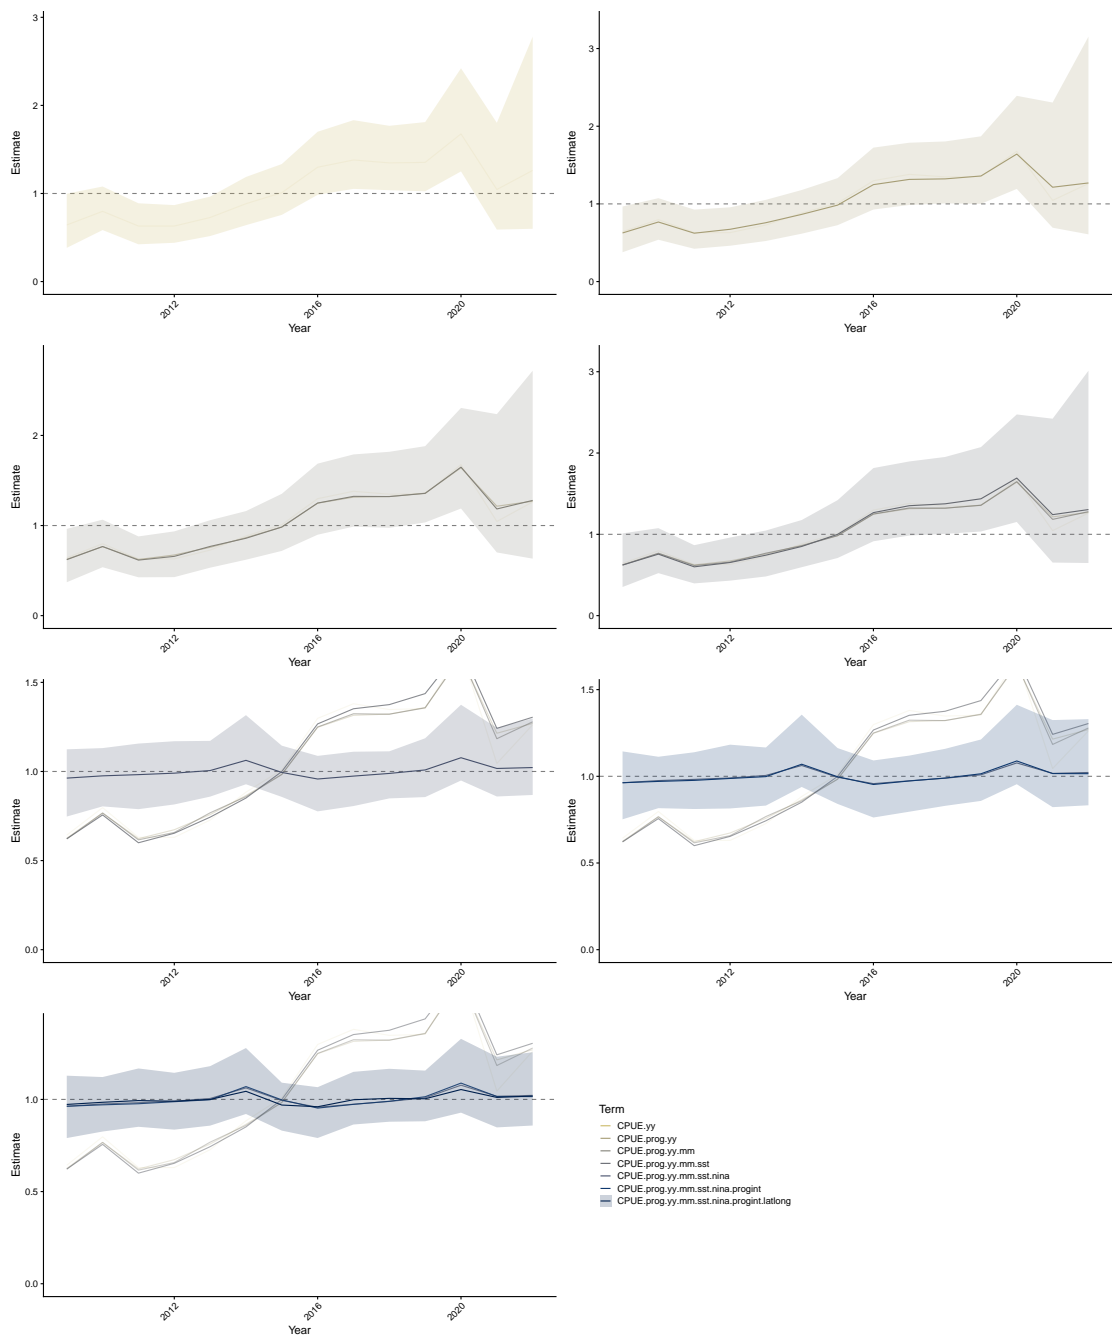 3
2
1
0
Estimate
2012
2016
2020
Year
3
2
1
0
Estimate
2012
2016
2020
Year
2
1
0
Estimate
2012
2016
2020
Year
3
2
1
0
Estimate
2012
2016
2020
Year
1.5
1.0
0.5
0.0
Estimate
2012
2016
2020
Year
1.5
1.0
0.5
0.0
Estimate
2012
2016
2020
Year
1.0
0.5
0.0
Estimate
2012
2016
2020
Year
Term
CPUE.yy
CPUE.prog.yy
CPUE.prog.yy.mm
CPUE.prog.yy.mm.sst
CPUE.prog.yy.mm.sst.nina
CPUE.prog.yy.mm.sst.nina.progint
CPUE.prog.yy.mm.sst.nina.progint.latlong